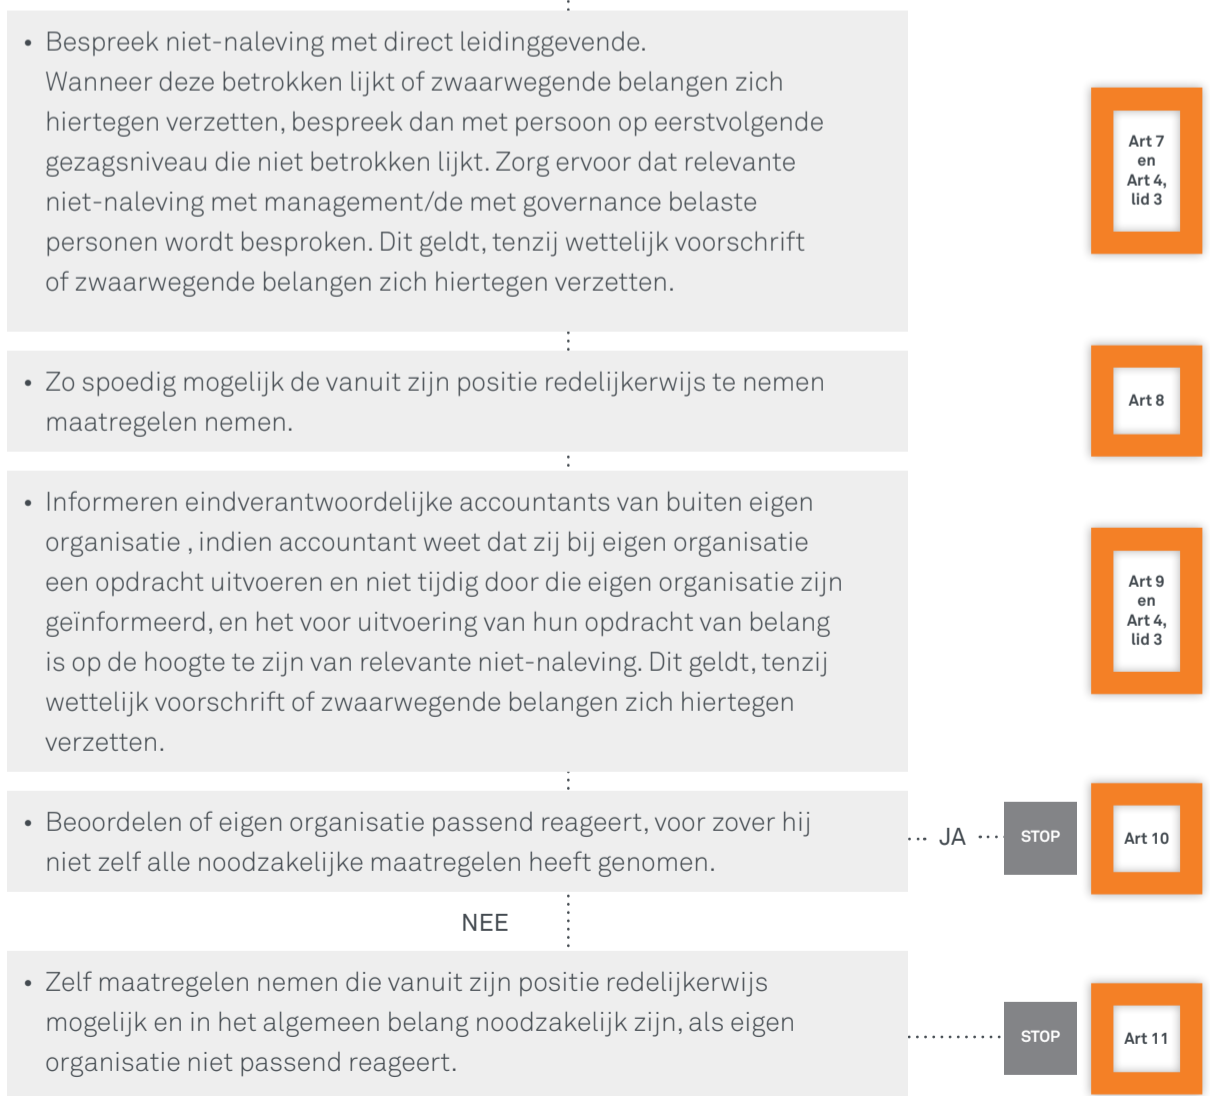 • Bespreek niet-naleving met direct leidinggevende.
Wanneer deze betrokken lijkt of zwaarwegende belangen zich
hiertegen verzetten, bespreek dan met persoon op eerstvolgende
gezagsniveau die niet betrokken lijkt. Zorg ervoor dat relevante
niet-naleving met management/de met governance belaste
personen wordt besproken. Dit geldt, tenzij wettelijk voorschrift
of zwaarwegende belangen zich hiertegen verzetten.
Art 7
en
Art 4,
lid 3
• Zo spoedig mogelijk de vanuit zijn positie redelijkerwijs te nemen
maatregelen nemen.
Art 8
• Informeren eindverantwoordelijke accountants van buiten eigen
organisatie , indien accountant weet dat zij bij eigen organisatie
een opdracht uitvoeren en niet tijdig door die eigen organisatie zijn
geïnformeerd, en het voor uitvoering van hun opdracht van belang
is op de hoogte te zijn van relevante niet-naleving. Dit geldt, tenzij
wettelijk voorschrift of zwaarwegende belangen zich hiertegen
verzetten.
Art 9
en
Art 4,
lid 3
• Beoordelen of eigen organisatie passend reageert, voor zover hij
niet zelf alle noodzakelijke maatregelen heeft genomen.
JA
STOP
Art 10
NEE
• Zelf maatregelen nemen die vanuit zijn positie redelijkerwijs
mogelijk en in het algemeen belang noodzakelijk zijn, als eigen
organisatie niet passend reageert.
STOP
Art 11